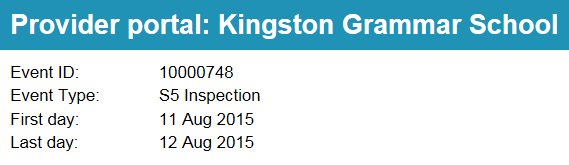 Provider portal: Kingston Grammar School
Event ID: 10000748
Event Type: S5 Inspection
First day: 11 Aug 2015
Last day: 12 Aug 2015